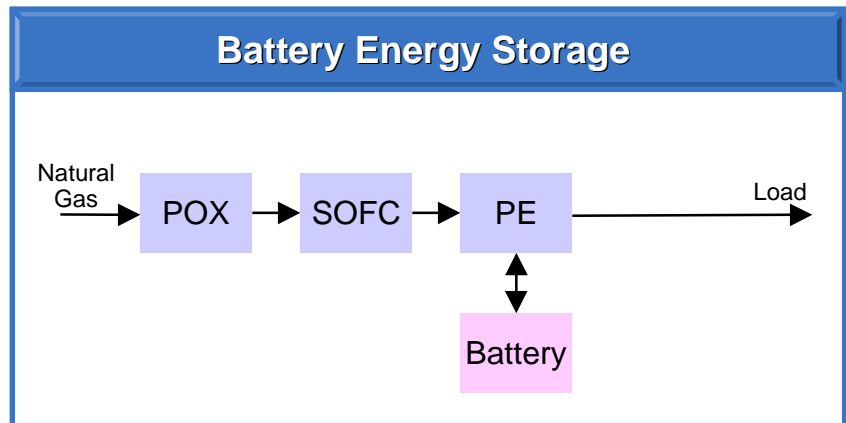 Battery Energy Storage
Natural
Gas
POX
SOFC
PE
Load
Battery